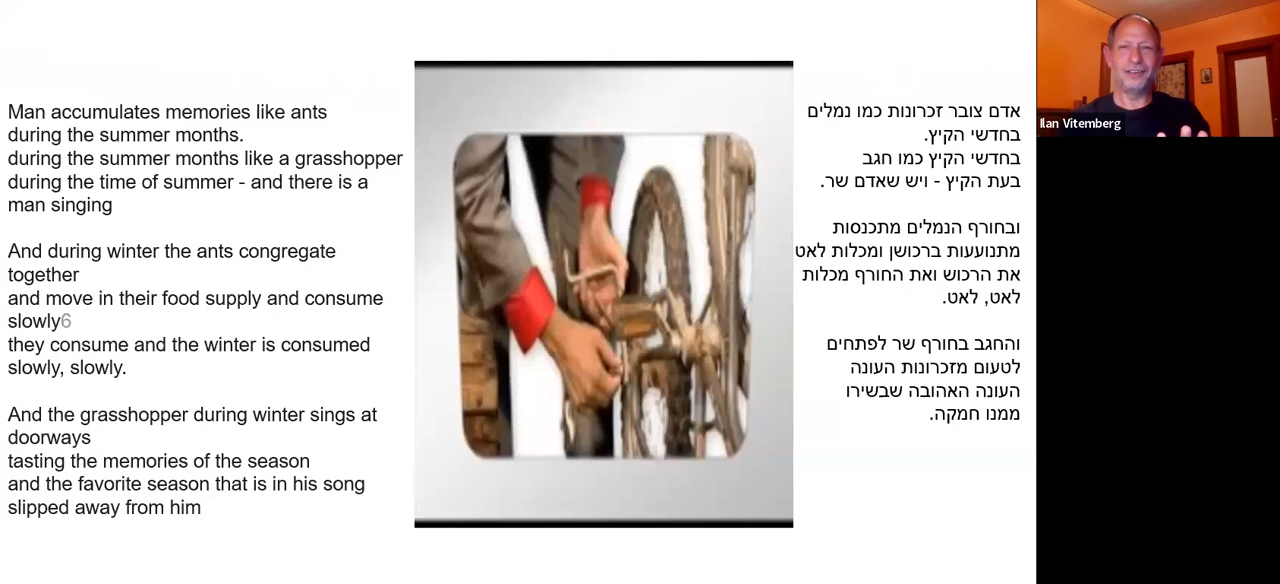 Man accumulates memories like ants
during the summer months.
during the summer months like a grasshopper
during the time of summer - and there is a
man singing
And during winter the ants congregate
together
and move in their food supply and consume
slowly6
they consume and the winter is consumed
slowly, slowly.
And the grasshopper during winter sings at
doorways
tasting the memories of the season
and the favorite season that is in his song
slipped away from him
אדם צובר זכרונות כמו נמלים
בחדשי הקיץ.
בחדשי הקיץ כמו חגב
בעת הקיץ - ויש שאדם שר.
ובחורף הנמלים מתכנסות
מתנועעות ברכושן ומכלות לאט
את הרכוש ואת החורף מכלות
לאט, לאט.
והחגב בחורף שר לפתחים
לטעום מזכרונות העונה
העונה האהובה שבשירו
ממנו חמקה.
Ilan Vitemberg